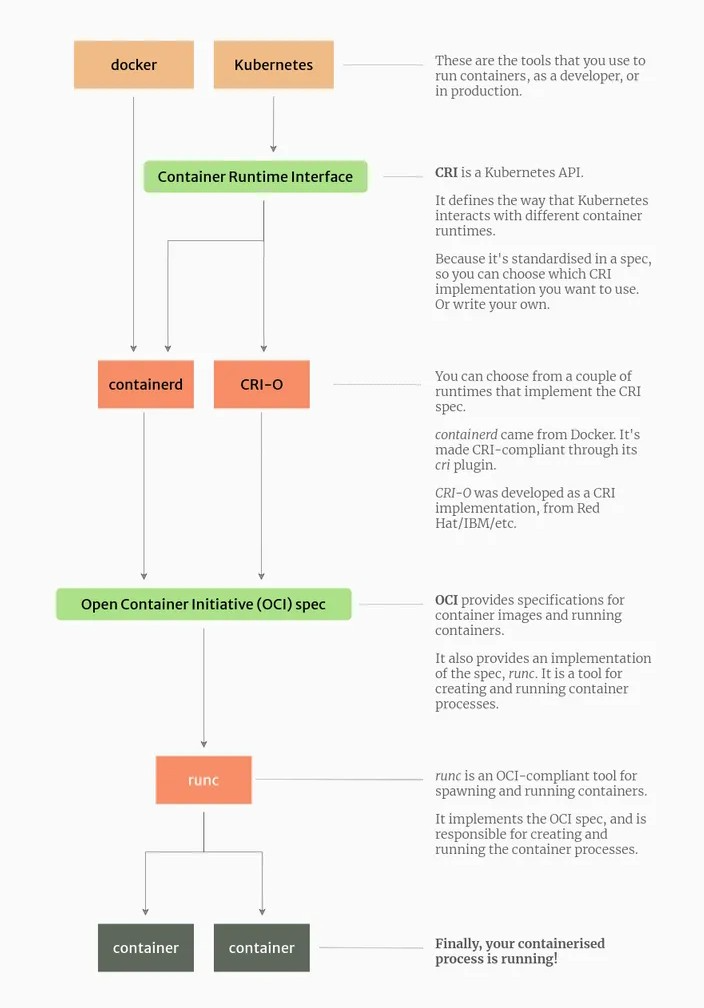 docker
Kubernetes
These are the tools that you use to
run containers, as a developer, or
in production.
Container Runtime Interface
CRI is a Kubernetes API.
It defines the way that Kubernetes
interacts with different container
runtimes.
Because it's standardised in a spec,
so you can choose which CRI
implementation you want to use.
Or write your own.
containerd
CRI-O
You can choose from a couple of
runtimes that implement the CRI
spec.
containerd came from Docker. It's
made CRI-compliant through its
cri plugin.
CRI-O was developed as a CRI
implementation, from Red
Hat/IBM/etc.
Open Container Initiative (OCI) spec
OCI provides specifications for
container images and running
containers.
It also provides an implementation
of the spec, runc. It is a tool for
creating and running container
processes.
runc
runc is an OCI-compliant tool for
spawning and running containers.
It implements the OCI spec, and is
responsible for creating and
running the container processes.
container
container
Finally, your containerised
process is running!